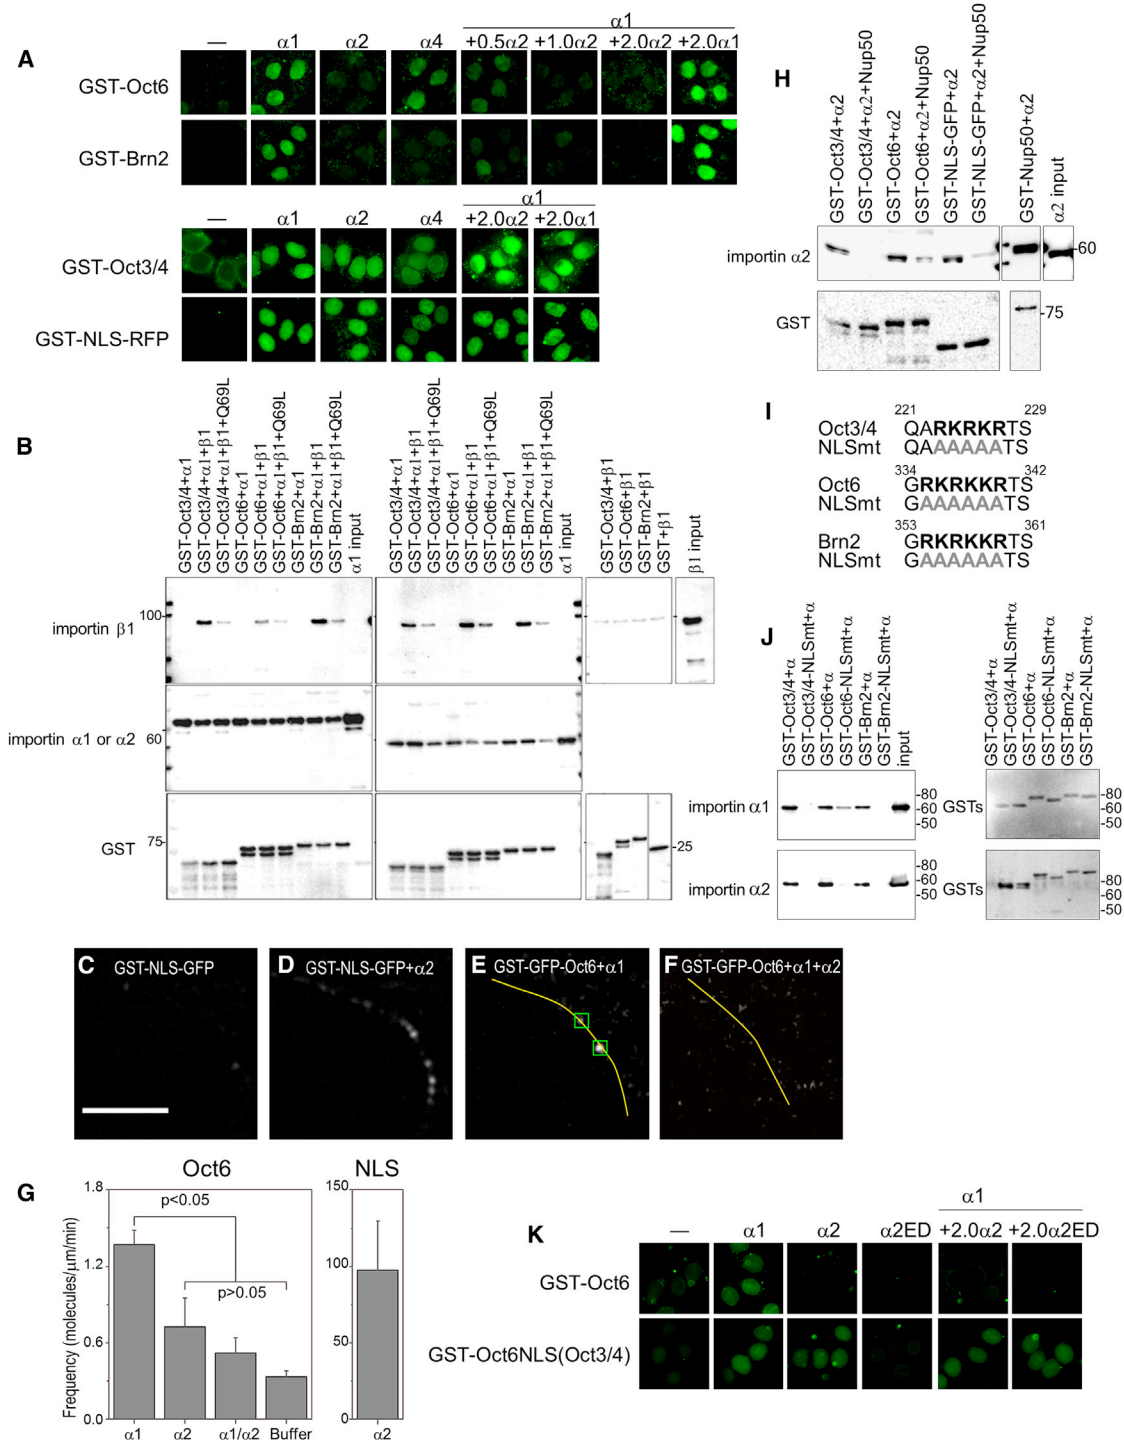 A
α1
—
α1
α2
α4
+0.5α2
+1.0α2
+2.0α2
+2.0α1
GST-Oct6
GST-Brn2
α1
—
α1
α2
α4
+2.0α2
+2.0α1
GST-Oct3/4
GST-NLS-RFP
B
GST-Oct3/4+α1
GST-Oct3/4+α1+β1
GST-Oct3/4+α1+β1+Q69L
GST-Oct6+α1
GST-Oct6+α1+β1
GST-Oct6+α1+β1+Q69L
GST-Brn2+α1
GST-Brn2+α1+β1
GST-Brn2+α1+β1+Q69L
α1 input
GST-Oct3/4+α1
GST-Oct3/4+α1+β1
GST-Oct3/4+α1+β1+Q69L
GST-Oct6+α1
GST-Oct6+α1+β1
GST-Oct6+α1+β1+Q69L
GST-Brn2+α1
GST-Brn2+α1+β1
GST-Brn2+α1+β1+Q69L
α1 input
GST-Oct3/4+β1
GST-Oct6+β1
GST-Brn2+β1
GST+β1
β1 input
importin β1
100
importin α1 or α2
60
GST
75
-25
C
GST-NLS-GFP
D
GST-NLS-GFP+α2
E
GST-GFP-Oct6+α1
F
GST-GFP-Oct6+α1+α2
G
Oct6
NLS
Frequency (molecules/μm/min)
1.8
1.2
0.6
0.0
p<0.05
p>0.05
α1
α2
α1/α2
Buffer
150
100
50
0
α2
H
GST-Oct3/4+α2
GST-Oct3/4+α2+Nup50
GST-Oct6+α2
GST-Oct6+α2+Nup50
GST-NLS-GFP+α2
GST-NLS-GFP+α2+Nup50
GST-Nup50+α2
α2 input
importin α2
-60
GST
-75
I
221
229
Oct3/4 QARKRKRTS
NLSmt QAAAAAATS
334
342
Oct6 GRKRKKRTS
NLSmt GAAAAAATS
353
361
Brn2 GRKRKKRTS
NLSmt GAAAAAATS
J
GST-Oct3/4+α
GST-Oct3/4-NLSmt+α
GST-Oct6+α
GST-Oct6-NLSmt+α
GST-Brn2+α
GST-Brn2-NLSmt+α
input
GST-Oct3/4+α
GST-Oct3/4-NLSmt+α
GST-Oct6+α
GST-Oct6-NLSmt+α
GST-Brn2+α
GST-Brn2-NLSmt+α
importin α1
-80
-60
-50
GSTs
-80
-60
-50
importin α2
-80
-60
-50
GSTs
-80
-60
-50
K
α1
—
α1
α2
α2ED
+2.0α2
+2.0α2ED
GST-Oct6
GST-Oct6NLS(Oct3/4)